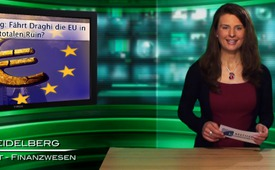 g: Fährt Draghi die EU in
totalen Ruin?
EIDELBERG
T - FINANZWESEN